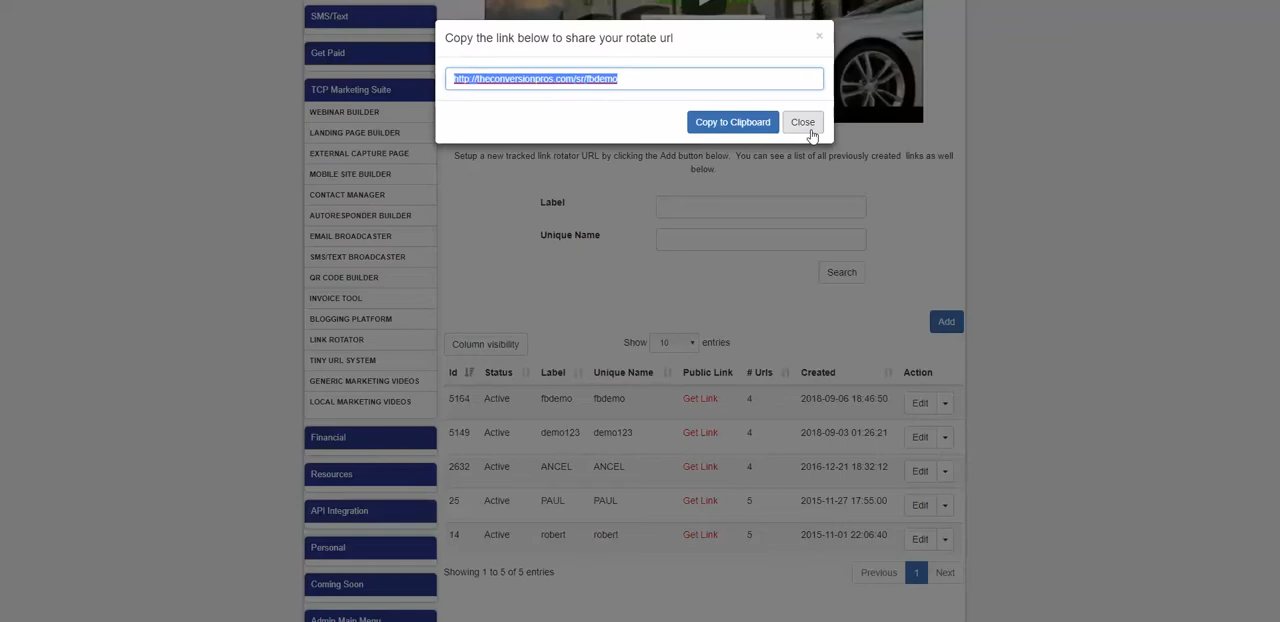 SMS/Text
Get Paid
TCP Marketing Suite
WEBINAR BUILDER
LANDING PAGE BUILDER
EXTERNAL CAPTURE PAGE
MOBILE SITE BUILDER
CONTACT MANAGER
AUTORESPONDER BUILDER
EMAIL BROADCASTER
SMS/TEXT BROADCASTER
QR CODE BUILDER
INVOICE TOOL
BLOGGING PLATFORM
LINK ROTATOR
TINY URL SYSTEM
GENERIC MARKETING VIDEOS
LOCAL MARKETING VIDEOS
Financial
Resources
API Integration
Personal
Coming Soon
Admin Main Menu
Copy the link below to share your rotate url
×
http://theconversionpros.com/sr/fbdemo
Copy to Clipboard Close
Setup a new tracked link rotator URL by clicking the Add button below. You can see a list of all previously created links as well
below.
Label
Unique Name
Search
Add
Column visibility Show 10 entries
Id Status Label Unique Name Public Link # Urls Created Action
5164 Active fbdemo fbdemo Get Link 4 2018-09-06 18:46:50 Edit
5149 Active demo123 demo123 Get Link 4 2018-09-03 01:26:21 Edit
2632 Active ANCEL ANCEL Get Link 4 2016-12-21 18:32:12 Edit
25 Active PAUL PAUL Get Link 5 2015-11-27 17:55:00 Edit
14 Active robert robert Get Link 5 2015-11-01 22:06:40 Edit
Showing 1 to 5 of 5 entries Previous 1 Next